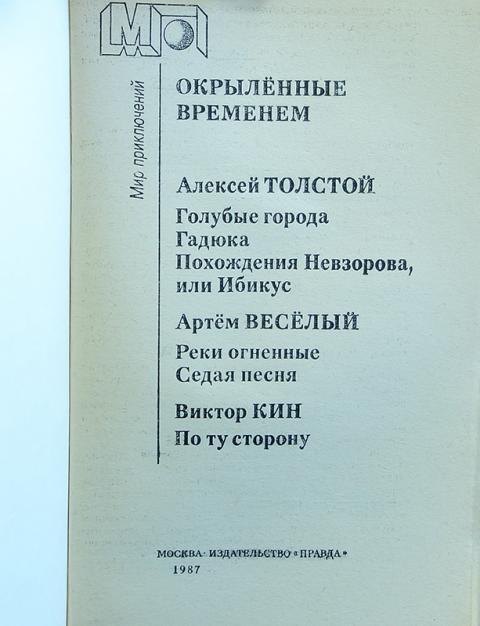 МП
Мир приключений
ОКРЫЛЁННЫЕ
ВРЕМЕНЕМ
Алексей ТОЛСТОЙ
Голубые города
Гадюка
Похождения Невзорова,
или Ибикус
Артём ВЕСЁЛЫЙ
Реки огненные
Седая песня
Виктор КИН
По ту сторону
МОСКВА· ИЗДАТЕЛЬСТВО «ПРАВДА»
1987